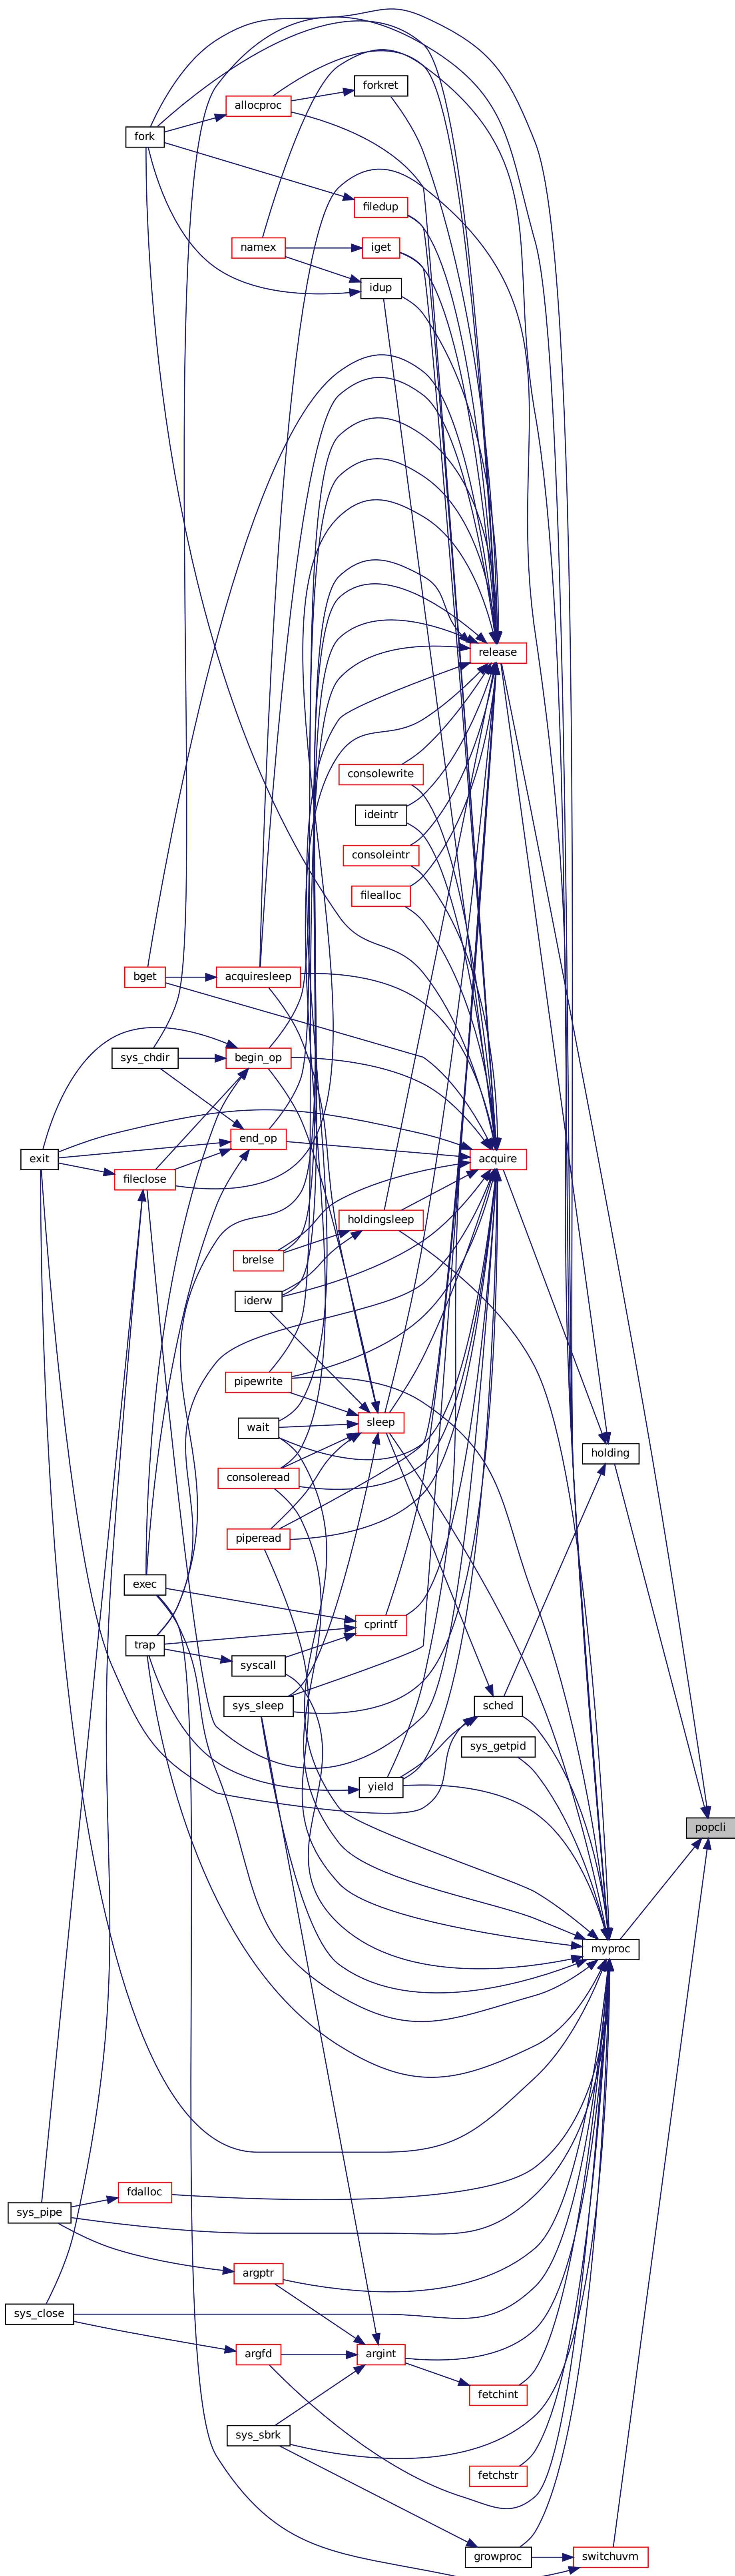 forkret
allocproc
fork
filedup
namex
iget
idup
release
consolewrite
ideintr
consoleintr
filealloc
bget
acquiresleep
sys_chdir
begin_op
end_op
exit
acquire
fileclose
holdingsleep
brelse
iderw
pipewrite
sleep
wait
holding
consoleread
piperead
exec
cprintf
trap
syscall
sys_sleep
sched
sys_getpid
yield
popcli
myproc
fdalloc
sys_pipe
argptr
sys_close
argfd
argint
fetchint
sys_sbrk
fetchstr
growproc
switchuvm